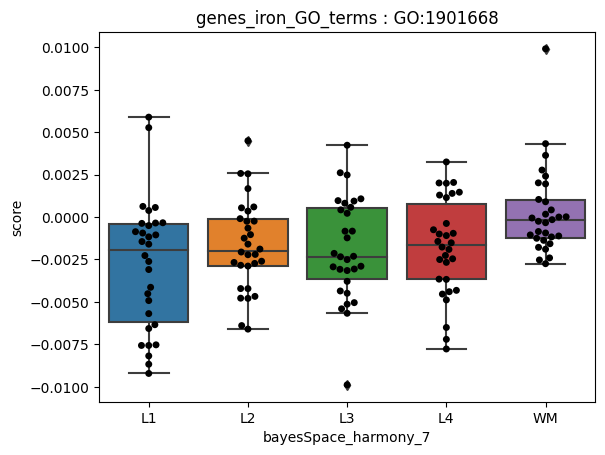 genes_iron_GO_terms : GO:1901668
0.0100
0.0075
0.0050
0.0025
0.0000
−0.0025
−0.0050
−0.0075
−0.0100
score
L1 L2 L3 L4 WM
bayesSpace_harmony_7